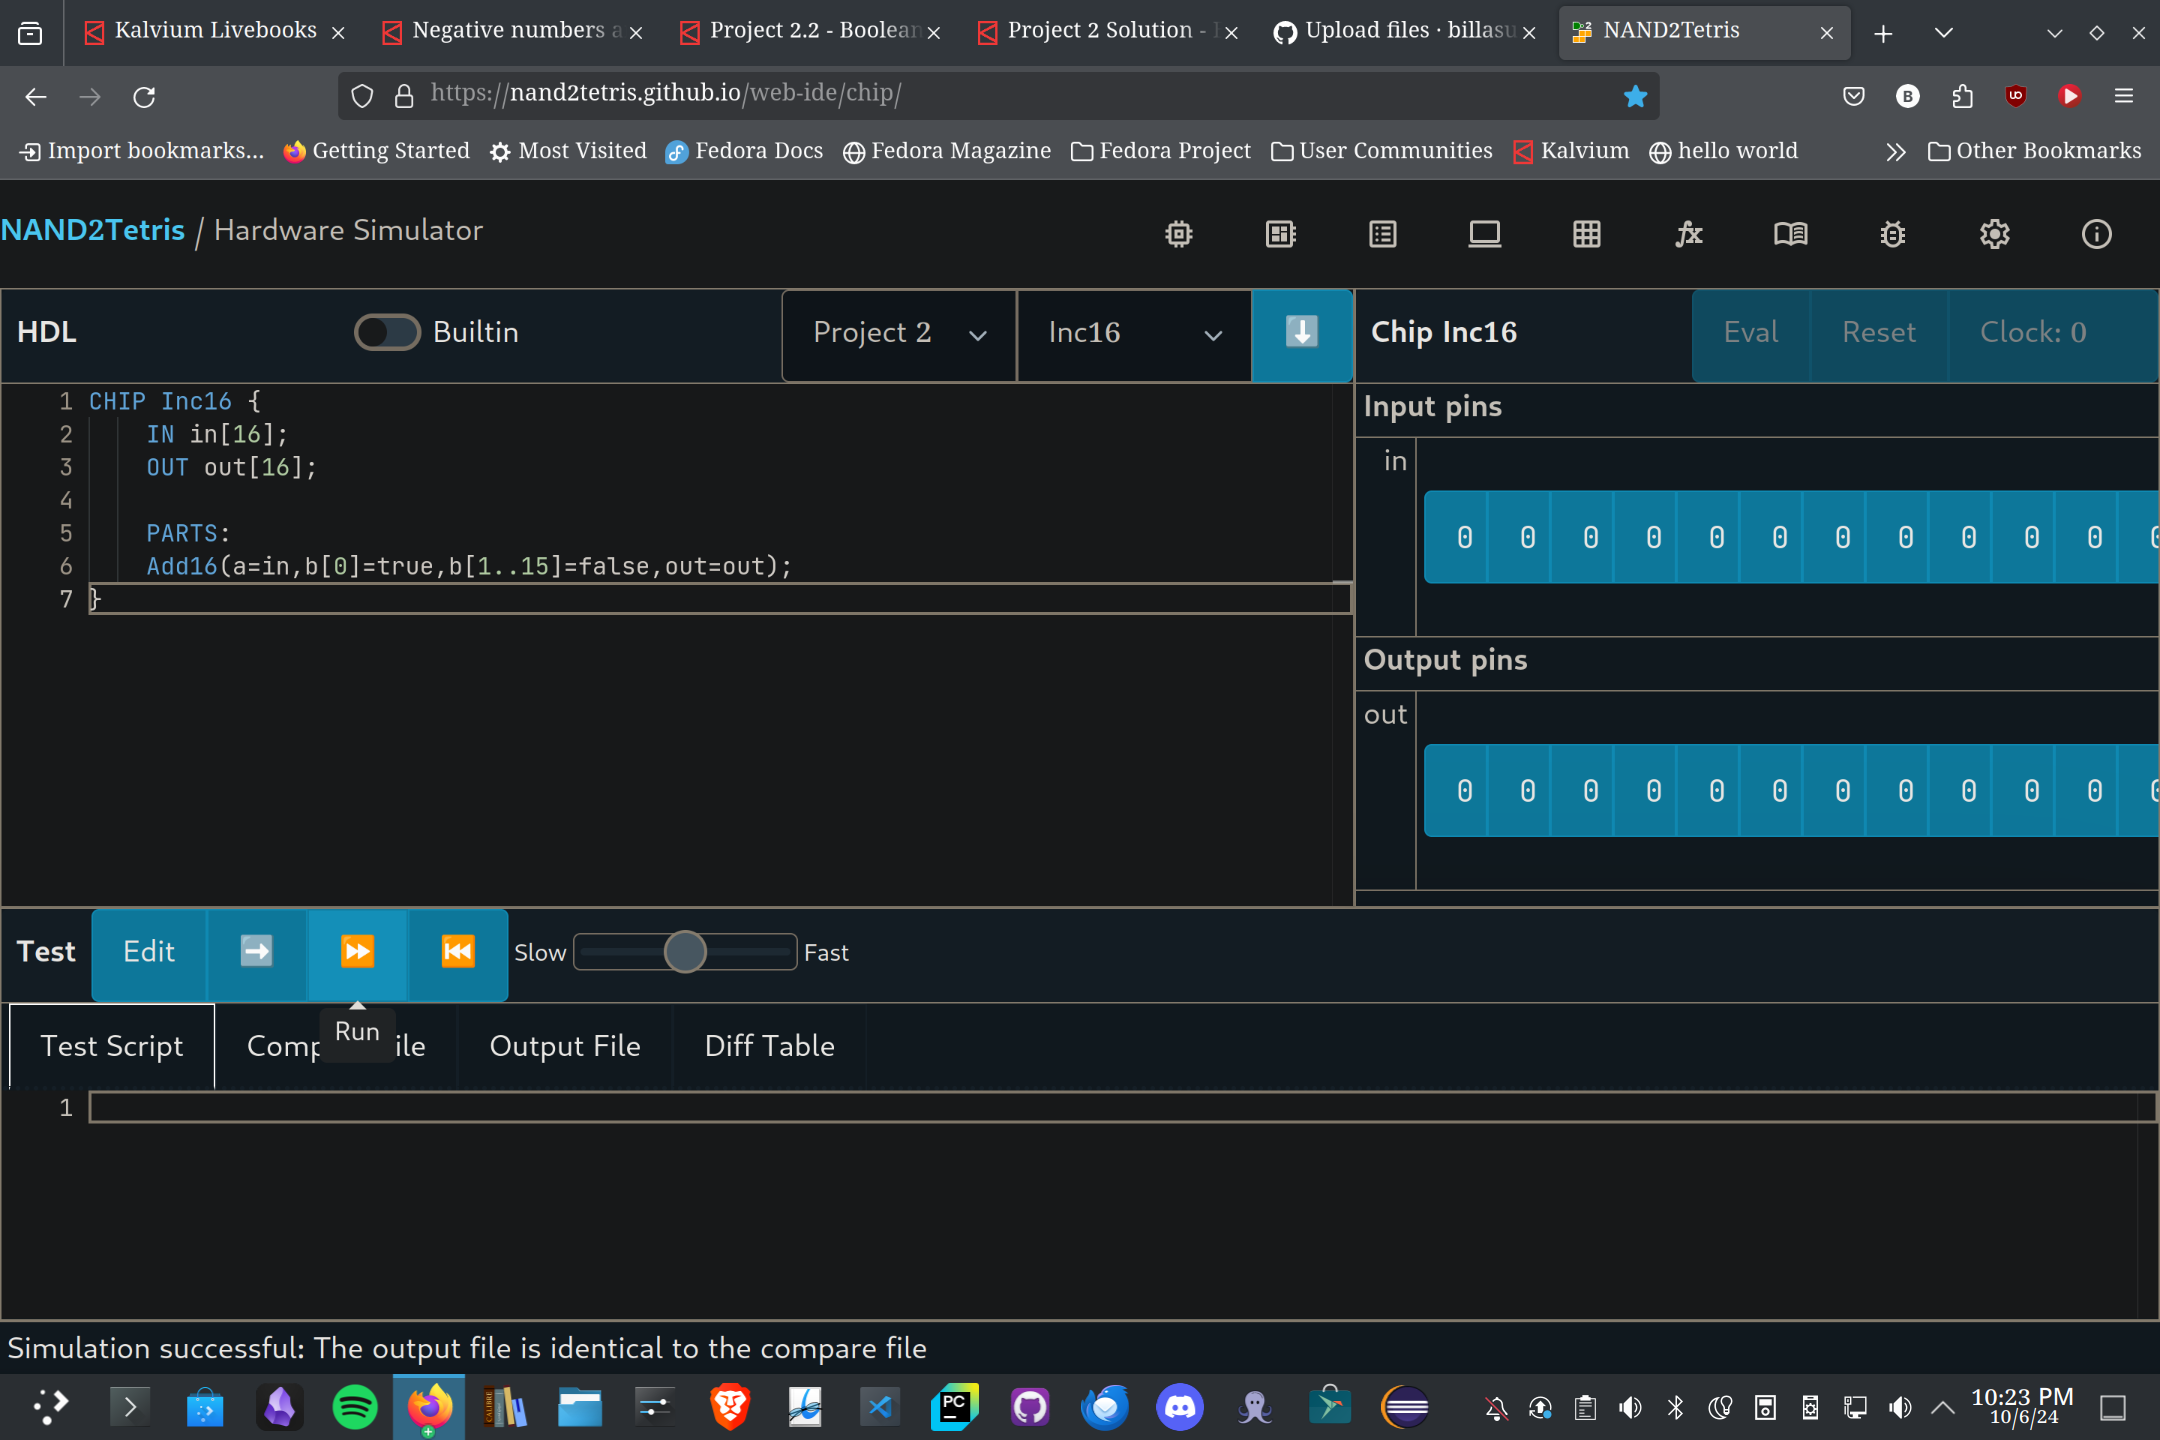 Kalvium Livebooks
Negative numbers a
Project 2.2 - Boolean
Project 2 Solution - 
Upload files · billasu
NAND2Tetris
https://nand2tetris.github.io/web-ide/chip/
Import bookmarks...
Getting Started
Most Visited
Fedora Docs
Fedora Magazine
Fedora Project
User Communities
Kalvium
hello world
Other Bookmarks
NAND2Tetris / Hardware Simulator
HDL
Builtin
Project 2
Inc16
Chip Inc16
Eval
Reset
Clock: 0
1 CHIP Inc16 {
2 IN in[16];
3 OUT out[16];
4
5 PARTS:
6 Add16(a=in,b[0]=true,b[1..15]=false,out=out);
7 }
Input pins
in
0 0 0 0 0 0 0 0 0 0 0 0
Output pins
out
0 0 0 0 0 0 0 0 0 0 0 0
Test
Edit
Slow
Fast
Run
Test Script
Comp
ile
Output File
Diff Table
1
Simulation successful: The output file is identical to the compare file
10:23 PM
10/6/24